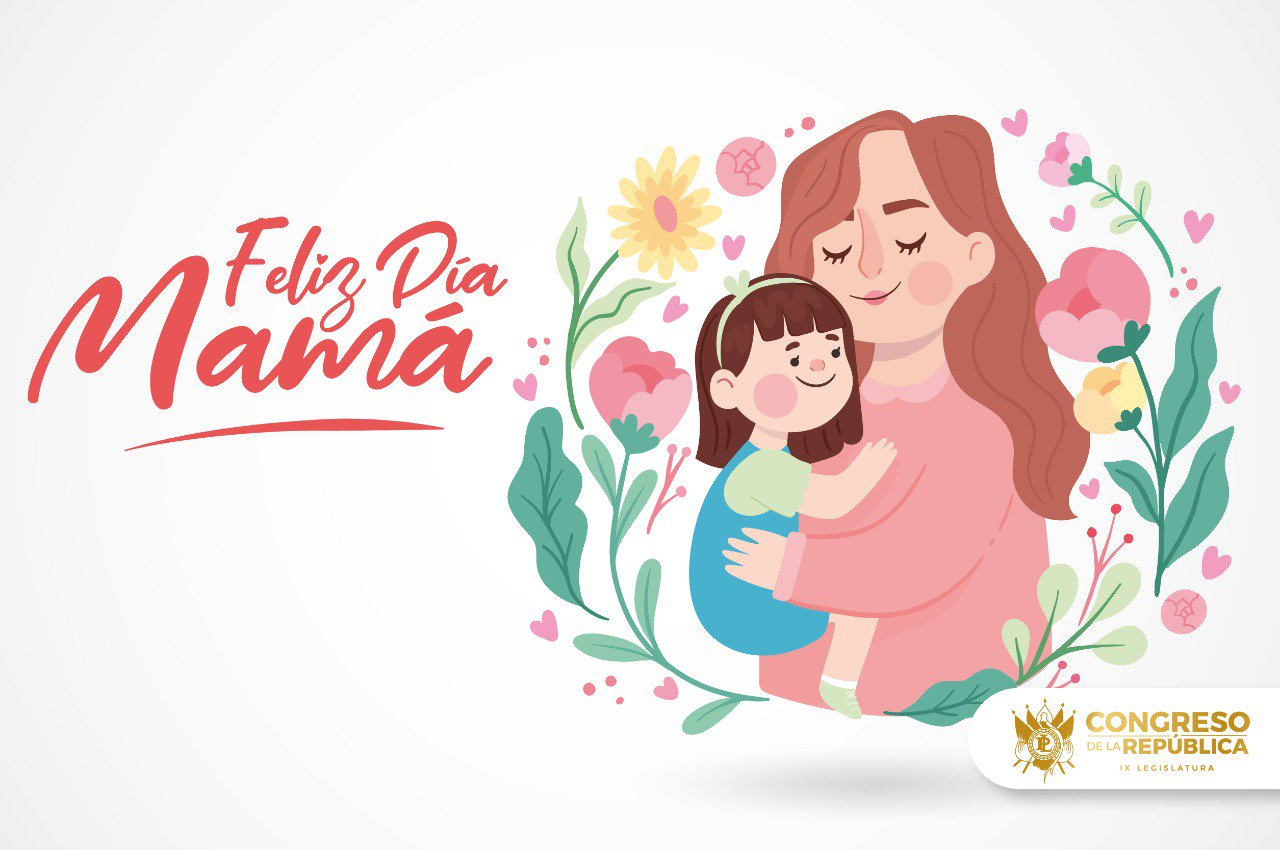 Feliz Día
Mamá
CONGRESO
DE LA REPÚBLICA
IX LEGISLATURA